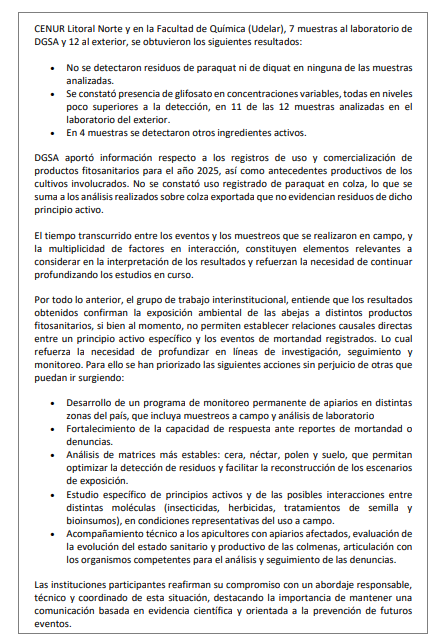 CENUR Litoral Norte y en la Facultad de Química (Udelar), 7 muestras al laboratorio de
DGSA y 12 al exterior, se obtuvieron los siguientes resultados:
• No se detectaron residuos de paraquat ni de diquat en ninguna de las muestras
analizadas.
• Se constató presencia de glifosato en concentraciones variables, todas en niveles
poco superiores a la detección, en 11 de las 12 muestras analizadas en el
laboratorio del exterior.
• En 4 muestras se detectaron otros ingredientes activos.
DGSA aportó información respecto a los registros de uso y comercialización de
productos fitosanitarios para el año 2025, así como antecedentes productivos de los
cultivos involucrados. No se constató uso registrado de paraquat en colza, lo que se
suma a los análisis realizados sobre colza exportada que no evidencian residuos de dicho
principio activo.
El tiempo transcurrido entre los eventos y los muestreos que se realizaron en campo, y
la multiplicidad de factores en interacción, constituyen elementos relevantes a
considerar en la interpretación de los resultados y refuerzan la necesidad de continuar
profundizando los estudios en curso.
Por todo lo anterior, el grupo de trabajo interinstitucional, entiende que los resultados
obtenidos confirman la exposición ambiental de las abejas a distintos productos
fitosanitarios, si bien al momento, no permiten establecer relaciones causales directas
entre un principio activo específico y los eventos de mortandad registrados. Lo cual
refuerza la necesidad de profundizar en líneas de investigación, seguimiento y
monitoreo. Para ello se han priorizado las siguientes acciones sin perjuicio de otras que
puedan ir surgiendo:
• Desarrollo de un programa de monitoreo permanente de apiarios en distintas
zonas del país, que incluya muestreos a campo y análisis de laboratorio
• Fortalecimiento de la capacidad de respuesta ante reportes de mortandad o
denuncias.
• Análisis de matrices más estables: cera, néctar, polen y suelo, que permitan
optimizar la detección de residuos y facilitar la reconstrucción de los escenarios
de exposición.
• Estudio específico de principios activos y de las posibles interacciones entre
distintas moléculas (insecticidas, herbicidas, tratamientos de semilla y
bioinsumos), en condiciones representativas del uso a campo.
• Acompañamiento técnico a los apicultores con apiarios afectados, evaluación de
la evolución del estado sanitario y productivo de las colmenas, articulación con
los organismos competentes para el análisis y seguimiento de las denuncias.
Las instituciones participantes reafirman su compromiso con un abordaje responsable,
técnico y coordinado de esta situación, destacando la importancia de mantener una
comunicación basada en evidencia científica y orientada a la prevención de futuros
eventos.